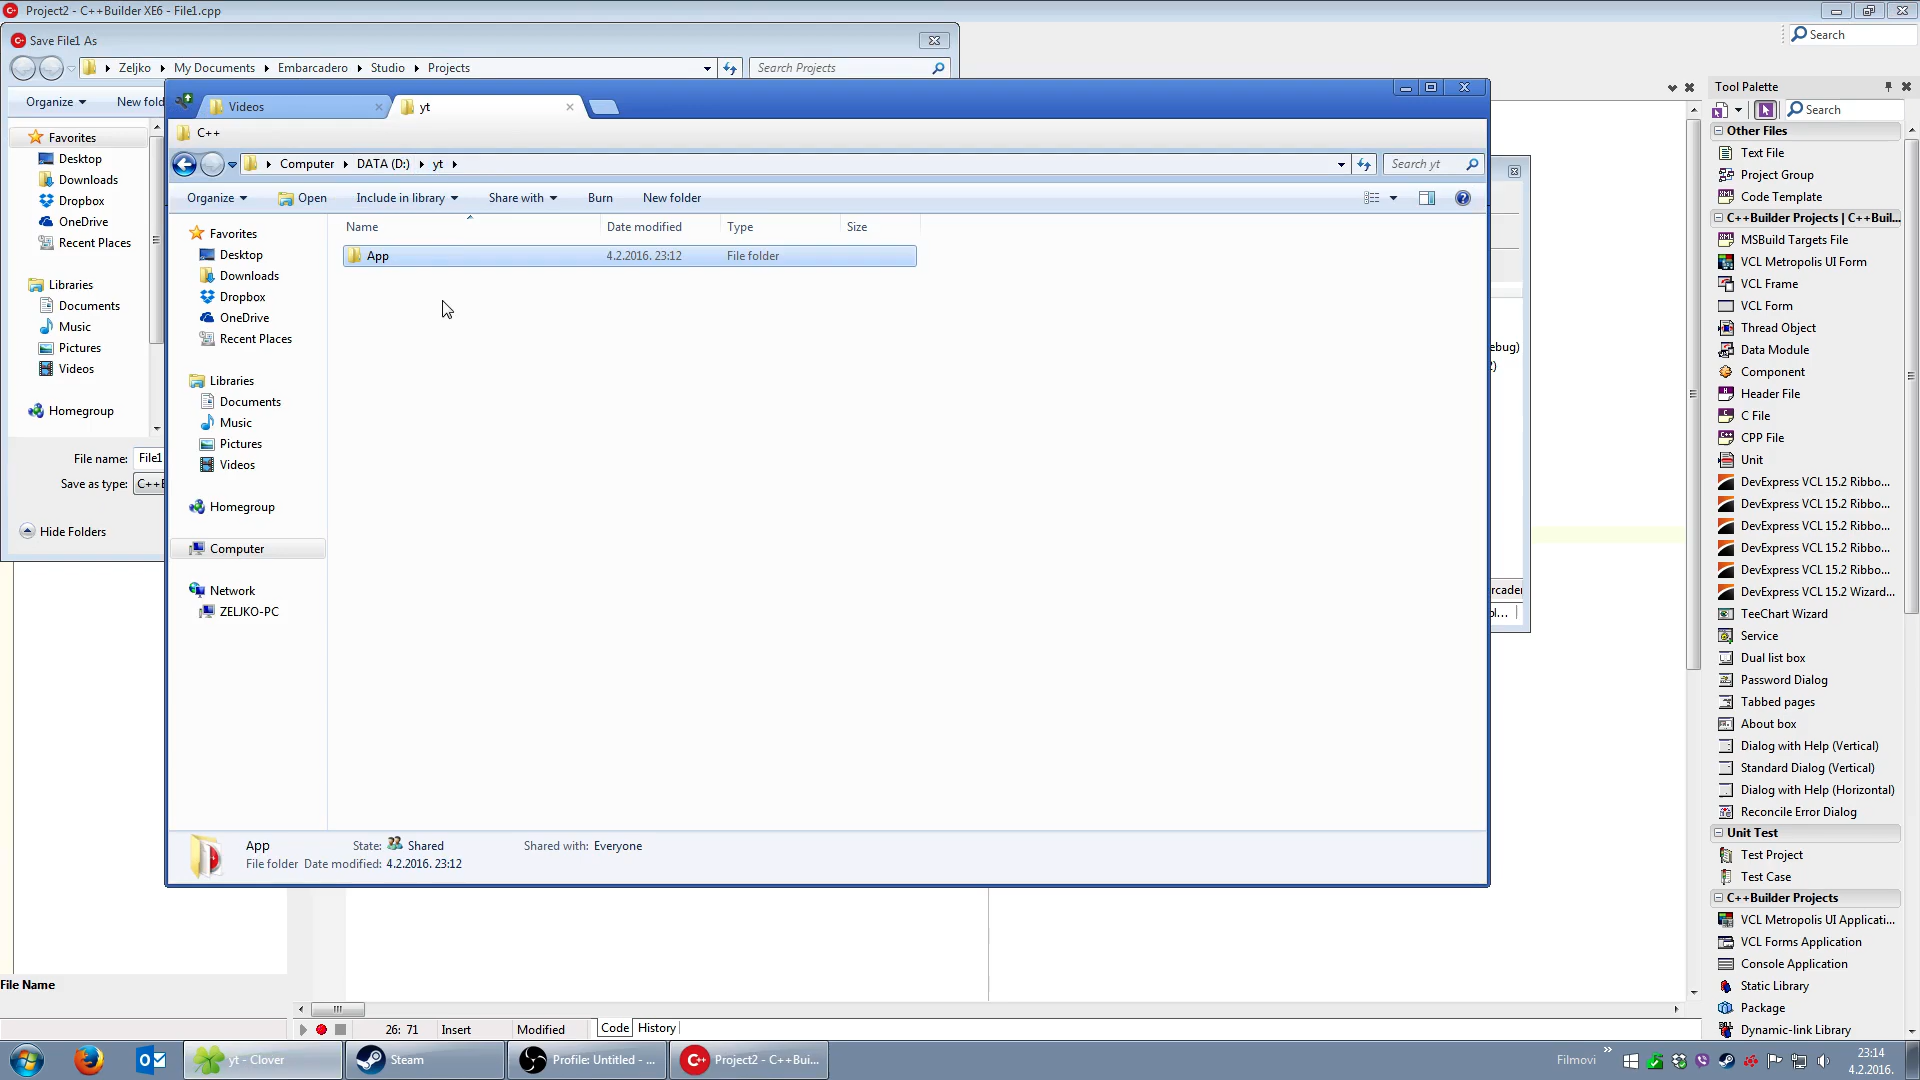 Project2 - C++Builder XE6 - File1.cpp
Search
Save File1 As
Zeljko
My Documents
Embarcadero
Studio
Projects
Search Projects
Organize
New fold
Favorites
Desktop
Downloads
Dropbox
OneDrive
Recent Places
Libraries
Documents
Music
Pictures
Videos
Homegroup
File name: File1
Save as type: C++B
Hide Folders
Videos
yt
C++
Computer
DATA (D:)
yt
Search yt
Organize
Open
Include in library
Share with
Burn
New folder
Favorites
Desktop
Downloads
Dropbox
OneDrive
Recent Places
Libraries
Documents
Music
Pictures
Videos
Homegroup
Computer
Network
ZELJKO-PC
Name
Date modified
Type
Size
App
4.2.2016. 23:12
File folder
App
State: Shared
Shared with: Everyone
File folder Date modified: 4.2.2016. 23:12
ebug)
rcader
Tool Palette
Search
Other Files
Text File
Project Group
Code Template
C++Builder Projects | C++Buil...
MSBuild Targets File
VCL Metropolis UI Form
VCL Frame
VCL Form
Thread Object
Data Module
Component
Header File
C File
CPP File
Unit
DevExpress VCL 15.2 Ribbo...
DevExpress VCL 15.2 Ribbo...
DevExpress VCL 15.2 Ribbo...
DevExpress VCL 15.2 Ribbo...
DevExpress VCL 15.2 Ribbo...
DevExpress VCL 15.2 Wizard...
TeeChart Wizard
Service
Dual list box
Password Dialog
Tabbed pages
About box
Dialog with Help (Vertical)
Standard Dialog (Vertical)
Dialog with Help (Horizontal)
Reconcile Error Dialog
Unit Test
Test Project
Test Case
C++Builder Projects
VCL Metropolis UI Applicati...
VCL Forms Application
Console Application
Static Library
Package
Dynamic-link Library
File Name
26: 71
Insert
Modified
Code
History
yt - Clover
Steam
Profile: Untitled - ...
Project2 - C++Bui...
Filmovi
23:14
4.2.2016.